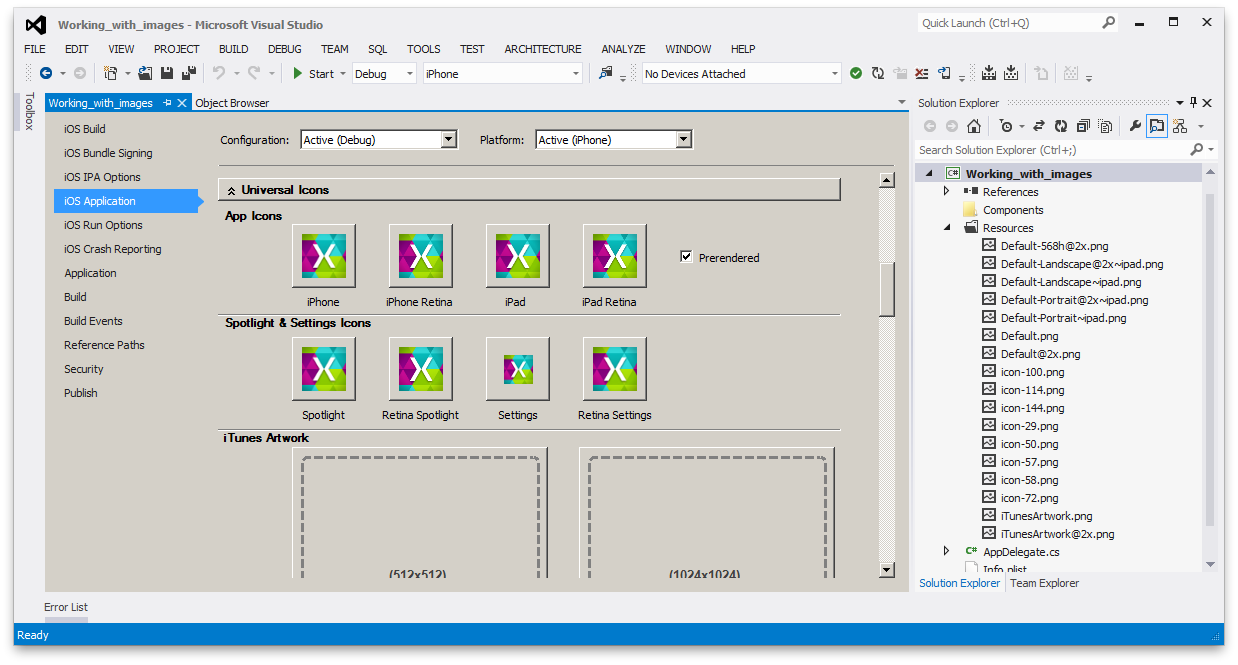 Working_with_images - Microsoft Visual Studio
Quick Launch (Ctrl+Q)
FILE EDIT VIEW PROJECT BUILD DEBUG TEAM SQL TOOLS TEST ARCHITECTURE ANALYZE WINDOW HELP
Start Debug iPhone No Devices Attached
Toolbox
Working_with_images Object Browser
iOS Build
iOS Bundle Signing
iOS IPA Options
iOS Application
iOS Run Options
iOS Crash Reporting
Application
Build
Build Events
Reference Paths
Security
Publish
Configuration: Active (Debug) Platform: Active (iPhone)
Universal Icons
App Icons
Prerendered
iPhone iPhone Retina iPad iPad Retina
Spotlight & Settings Icons
Spotlight Retina Spotlight Settings Retina Settings
iTunes Artwork
(512x512) (1024x1024)
Solution Explorer
Search Solution Explorer (Ctrl+;)
C# Working_with_images
References
Components
Resources
Default-568h@2x.png
Default-Landscape@2x~ipad.png
Default-Landscape~ipad.png
Default-Portrait@2x~ipad.png
Default-Portrait~ipad.png
Default.png
Default@2x.png
icon-100.png
icon-114.png
icon-144.png
icon-29.png
icon-50.png
icon-57.png
icon-58.png
icon-72.png
iTunesArtwork.png
iTunesArtwork@2x.png
C# AppDelegate.cs
Info.plist
Solution Explorer Team Explorer
Error List
Ready